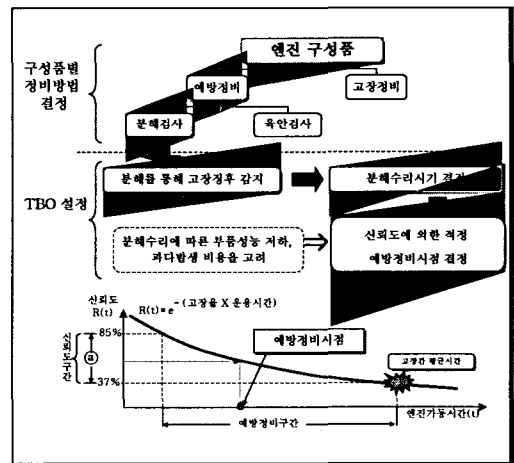 엔진 구성품
구성품별
정비방법
결정
예방정비
고장정비
분해검사
육안검사
TBO 설정
분해를 통해 고장징후 감지
분해수리시기 결정
분해수리에 따른 부품성능 저하,
과다발생 비용을 고려
신뢰도에 의한 적정
예방정비시점 결정
신뢰도
R(t)
R(t)=e-(고장율 X 운용시간)
85%
신뢰도구간
ⓐ
37%
예방정비시점
고장간 평균시간
엔진가동시간(t)
예방정비구간